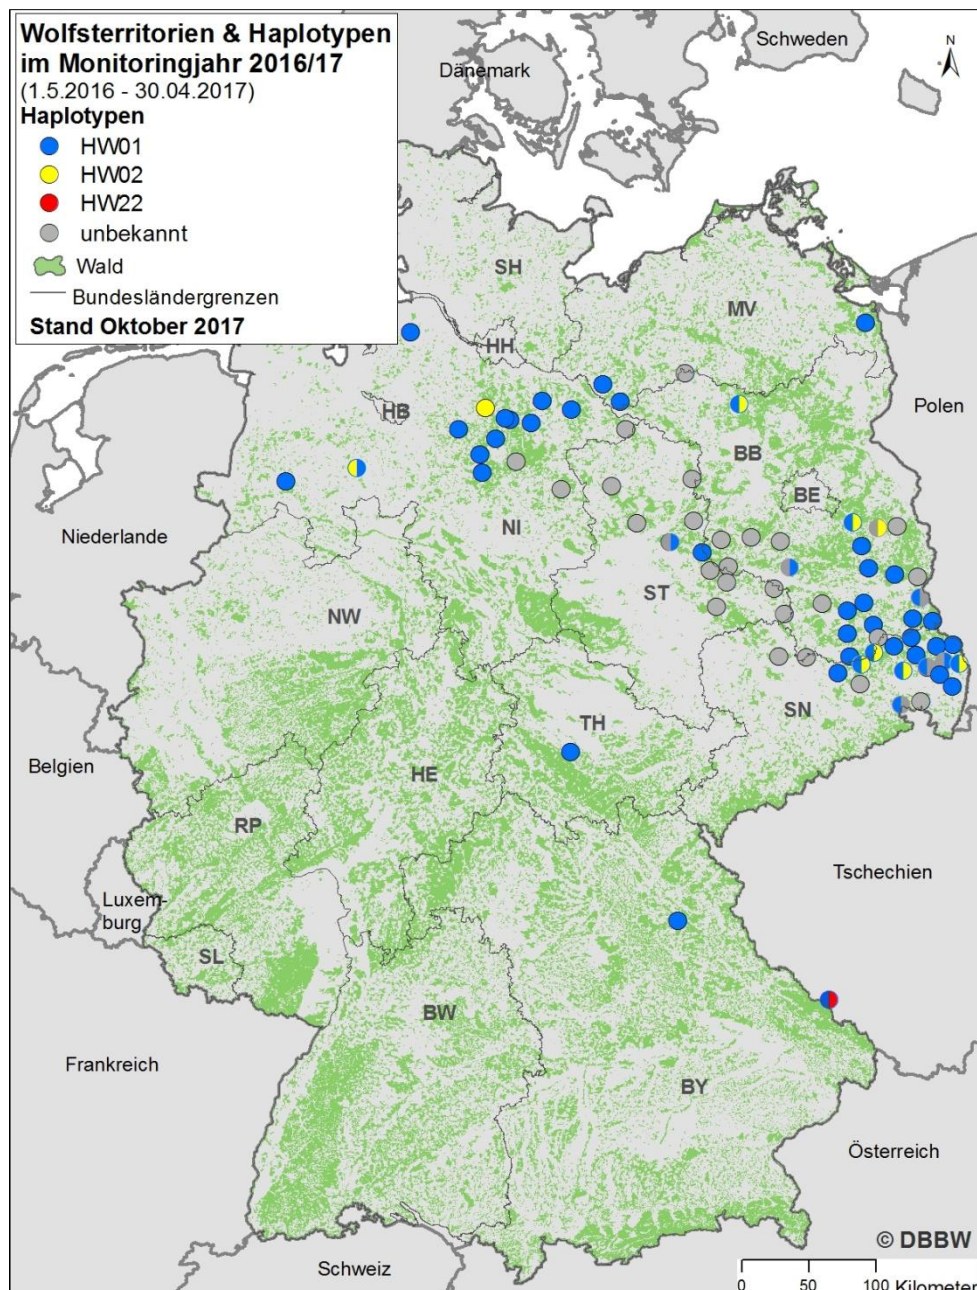 Wolfsterritorien & Haplotypen
im Monitoringjahr 2016/17
(1.5.2016 - 30.04.2017)
Haplotypen
HW01
HW02
HW22
unbekannt
Wald
Bundesländergrenzen
Stand Oktober 2017
Schweden
N
Dänemark
SH
MV
HH
HB
Polen
BB
BE
Niederlande
NI
ST
NW
SN
TH
Belgien
HE
RP
Tschechien
Luxem-
burg
SL
BW
Frankreich
BY
Österreich
© DBBW
Schweiz
0 50 100 Kilometer